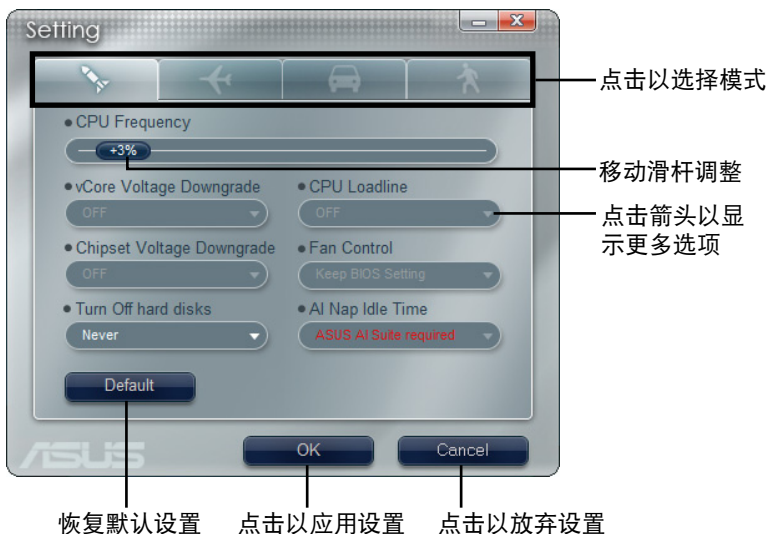 Setting
点击以选择模式
CPU Frequency
+3%
移动滑杆调整
vCore Voltage Downgrade
CPU Loadline
OFF
OFF
点击箭头以显
示更多选项
Chipset Voltage Downgrade
Fan Control
OFF
Keep BIOS Setting
Turn Off hard disks
AI Nap Idle Time
Never
ASUS AI Suite required
Default
ASUS
OK
Cancel
恢复默认设置
点击以应用设置
点击以放弃设置